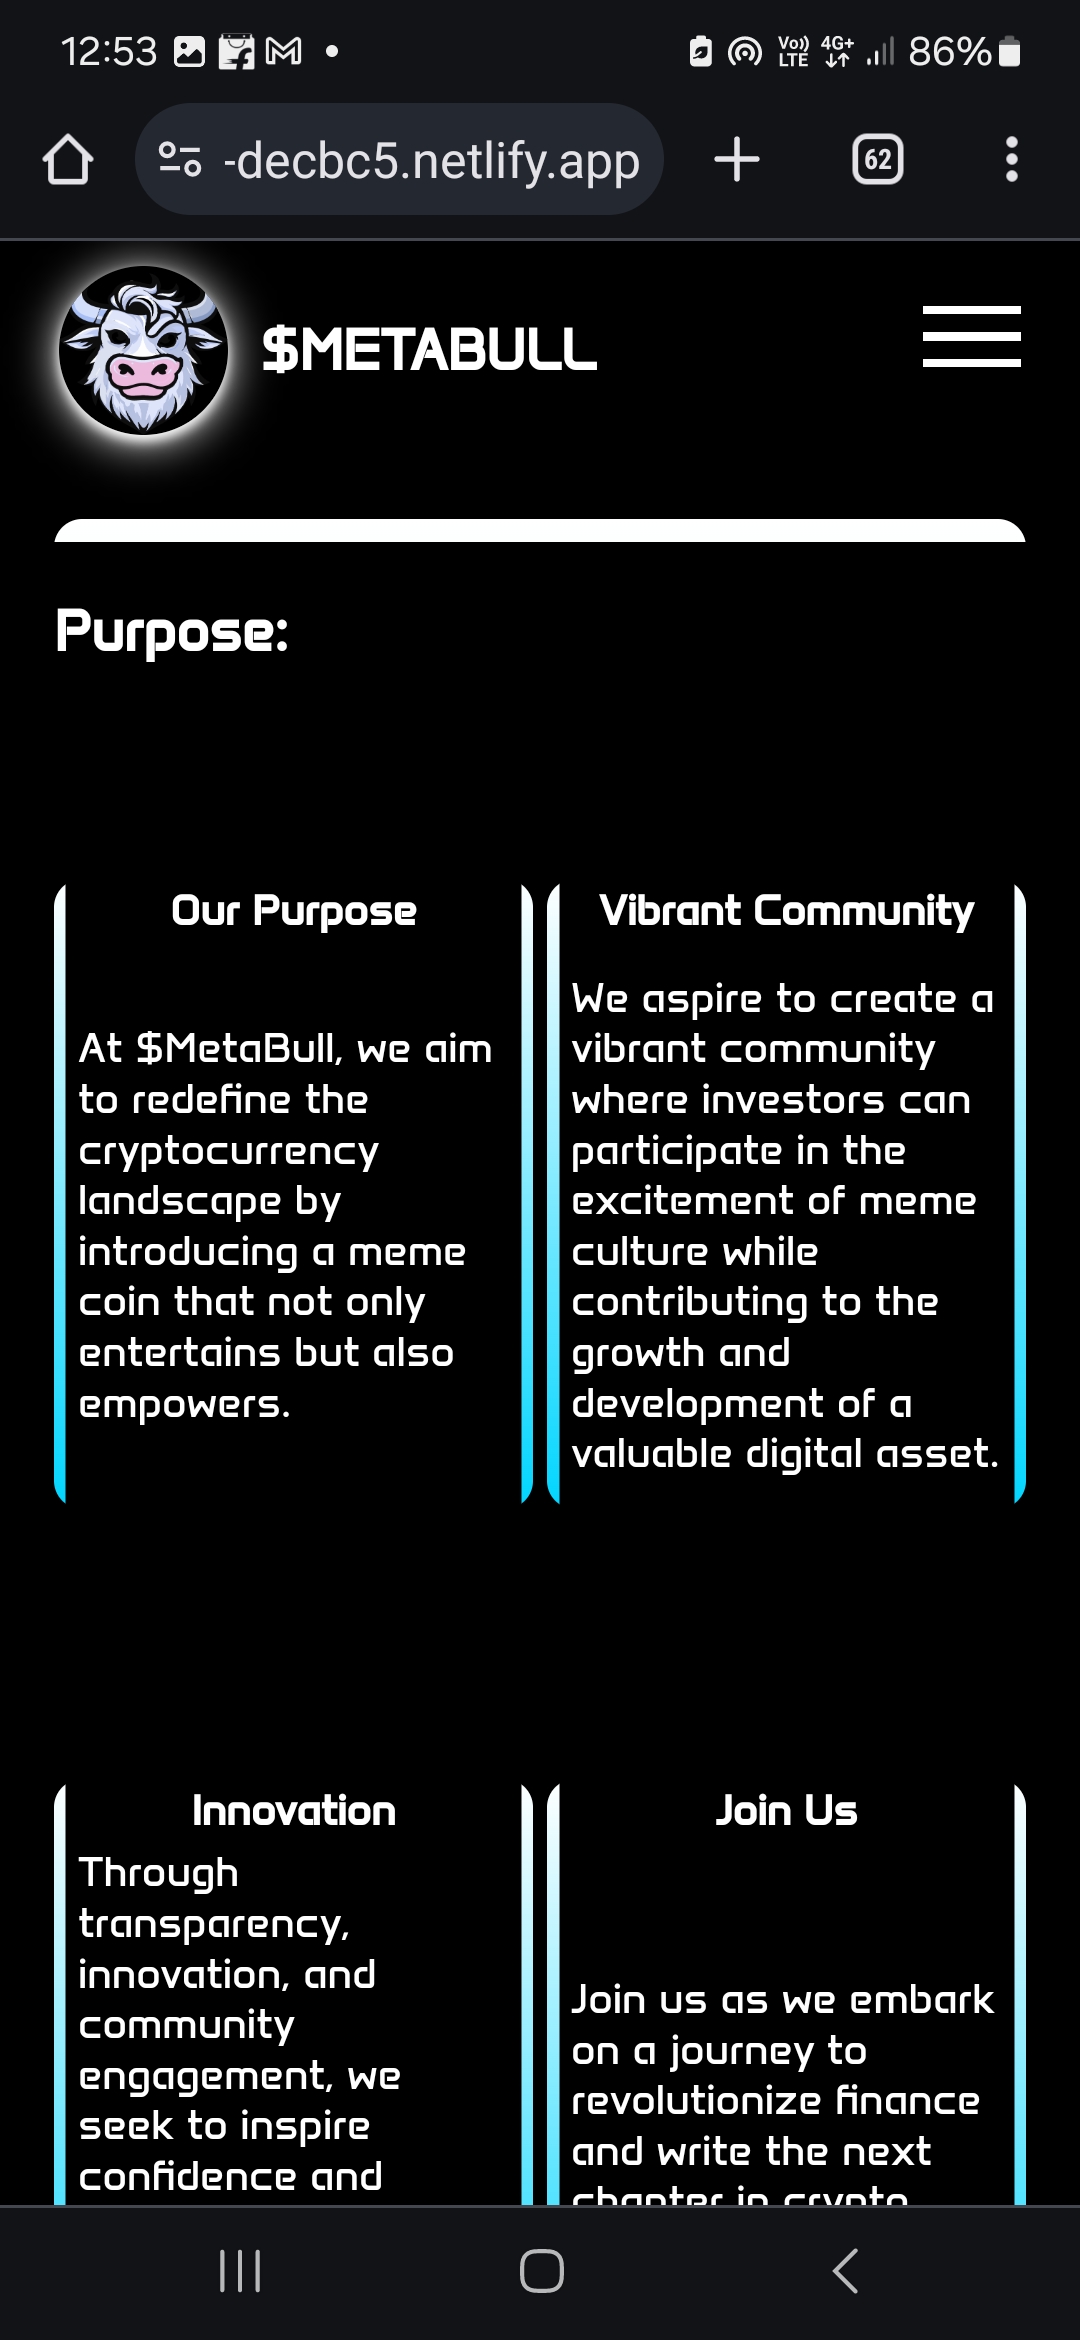 12:53
Vo)) LTE 4G+ 86%
-decbc5.netlify.app
62
$METABULL
Purpose:
Our Purpose
At $MetaBull, we aim
to redefine the
cryptocurrency
landscape by
introducing a meme
coin that not only
entertains but also
empowers.
Vibrant Community
We aspire to create a
vibrant community
where investors can
participate in the
excitement of meme
culture while
contributing to the
growth and
development of a
valuable digital asset.
Innovation
Through
transparency,
innovation, and
community
engagement, we
seek to inspire
confidence and
Join Us
Join us as we embark
on a journey to
revolutionize finance
and write the next
chapter in crypto